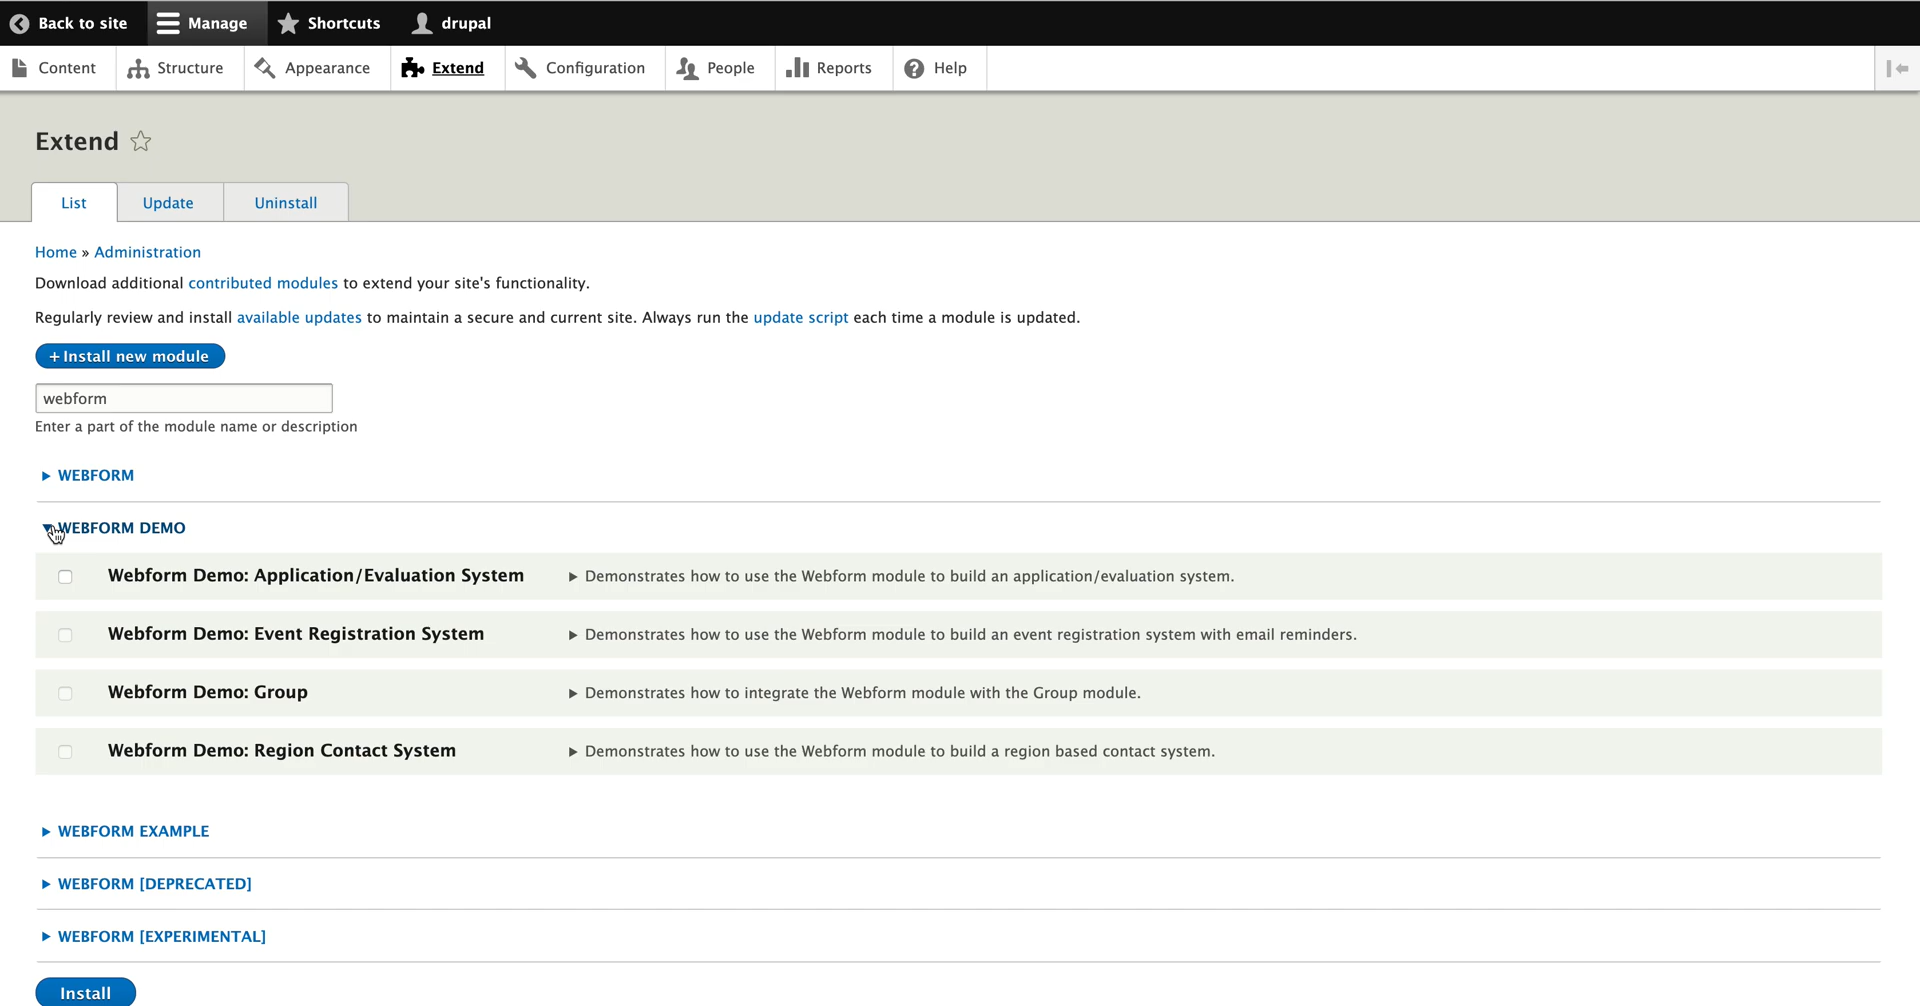 Back to site Manage Shortcuts drupal
Content Structure Appearance Extend Configuration People Reports Help
Extend
List Update Uninstall
Home » Administration
Download additional contributed modules to extend your site's functionality.
Regularly review and install available updates to maintain a secure and current site. Always run the update script each time a module is updated.
+ Install new module
webform
Enter a part of the module name or description
WEBFORM
WEBFORM DEMO
Webform Demo: Application/Evaluation System Demonstrates how to use the Webform module to build an application/evaluation system.
Webform Demo: Event Registration System Demonstrates how to use the Webform module to build an event registration system with email reminders.
Webform Demo: Group Demonstrates how to integrate the Webform module with the Group module.
Webform Demo: Region Contact System Demonstrates how to use the Webform module to build a region based contact system.
WEBFORM EXAMPLE
WEBFORM [DEPRECATED]
WEBFORM [EXPERIMENTAL]
Install